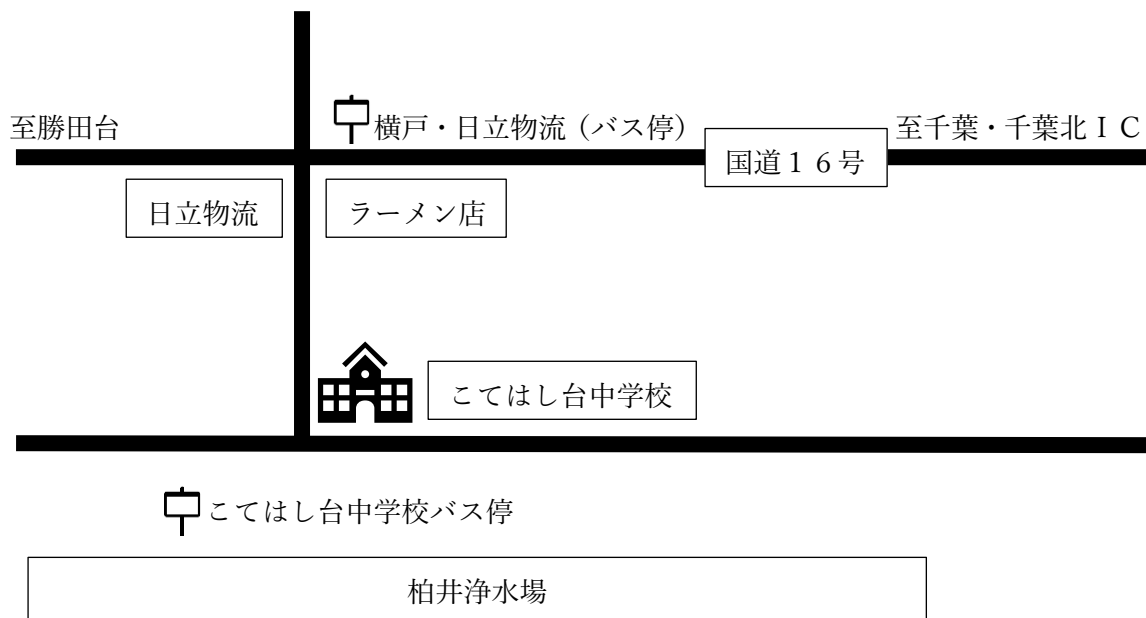 至勝田台
横戸・日立物流（バス停）
至千葉・千葉北ＩＣ
国道１６号
日立物流
ラーメン店
こてはし台中学校
こてはし台中学校バス停
柏井浄水場